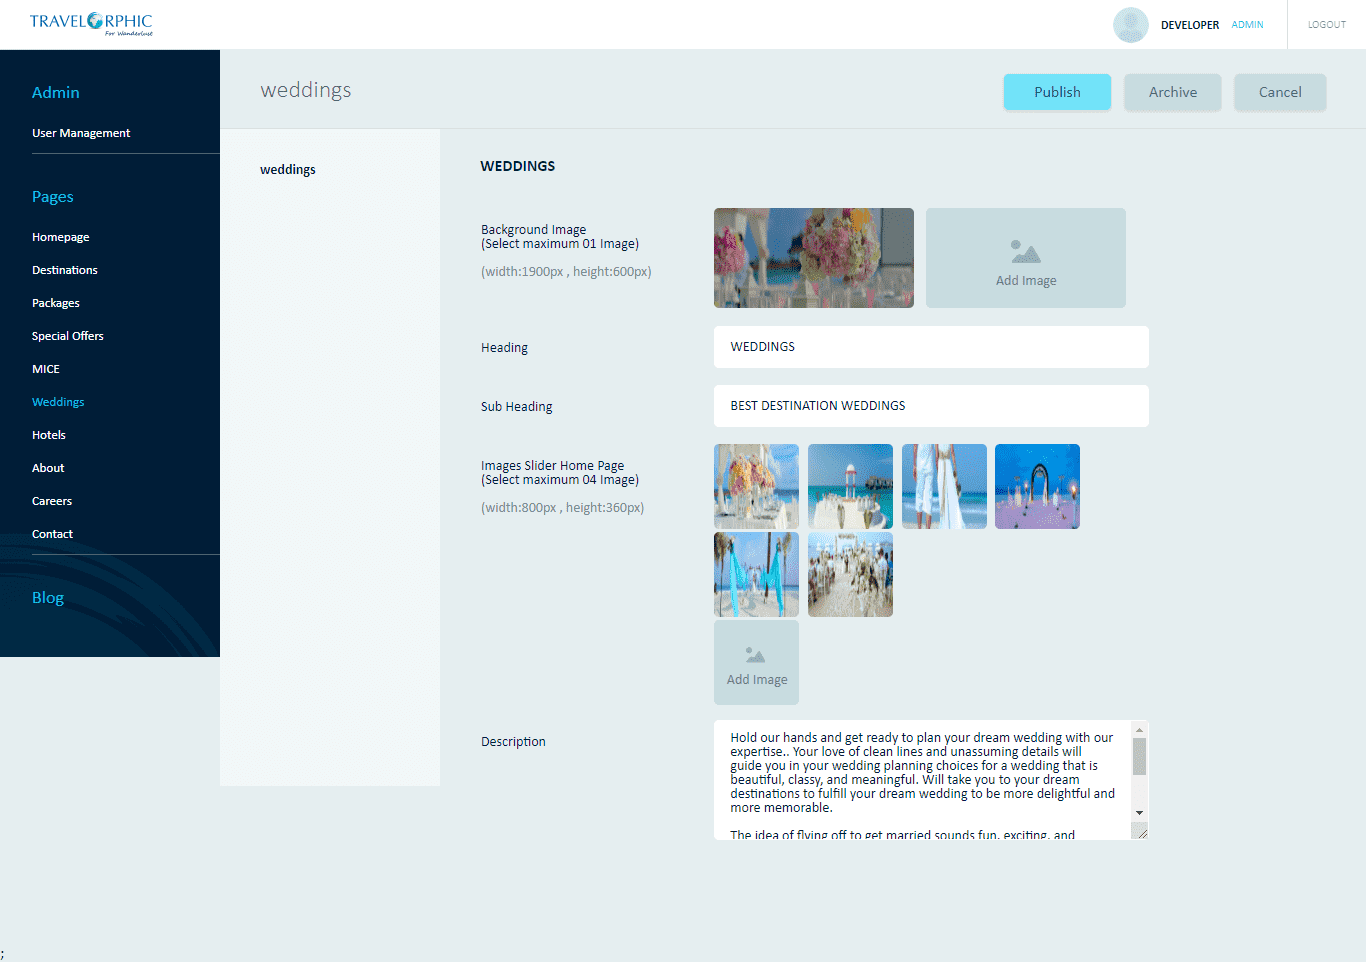 TRAVELORPHIC
For Wanderlust
DEVELOPER ADMIN LOGOUT
Admin
User Management
Pages
Homepage
Destinations
Packages
Special Offers
MICE
Weddings
Hotels
About
Careers
Contact
Blog
weddings
Publish Archive Cancel
weddings
WEDDINGS
Background Image
(Select maximum 01 Image)
(width:1900px , height:600px)
Add Image
Heading
WEDDINGS
Sub Heading
BEST DESTINATION WEDDINGS
Images Slider Home Page
(Select maximum 04 Image)
(width:800px , height:360px)
Add Image
Description
Hold our hands and get ready to plan your dream wedding with our
expertise.. Your love of clean lines and unassuming details will
guide you in your wedding planning choices for a wedding that is
beautiful, classy, and meaningful. Will take you to your dream
destinations to fulfill your dream wedding to be more delightful and
more memorable.
The idea of flying off to get married sounds fun, exciting, and
;